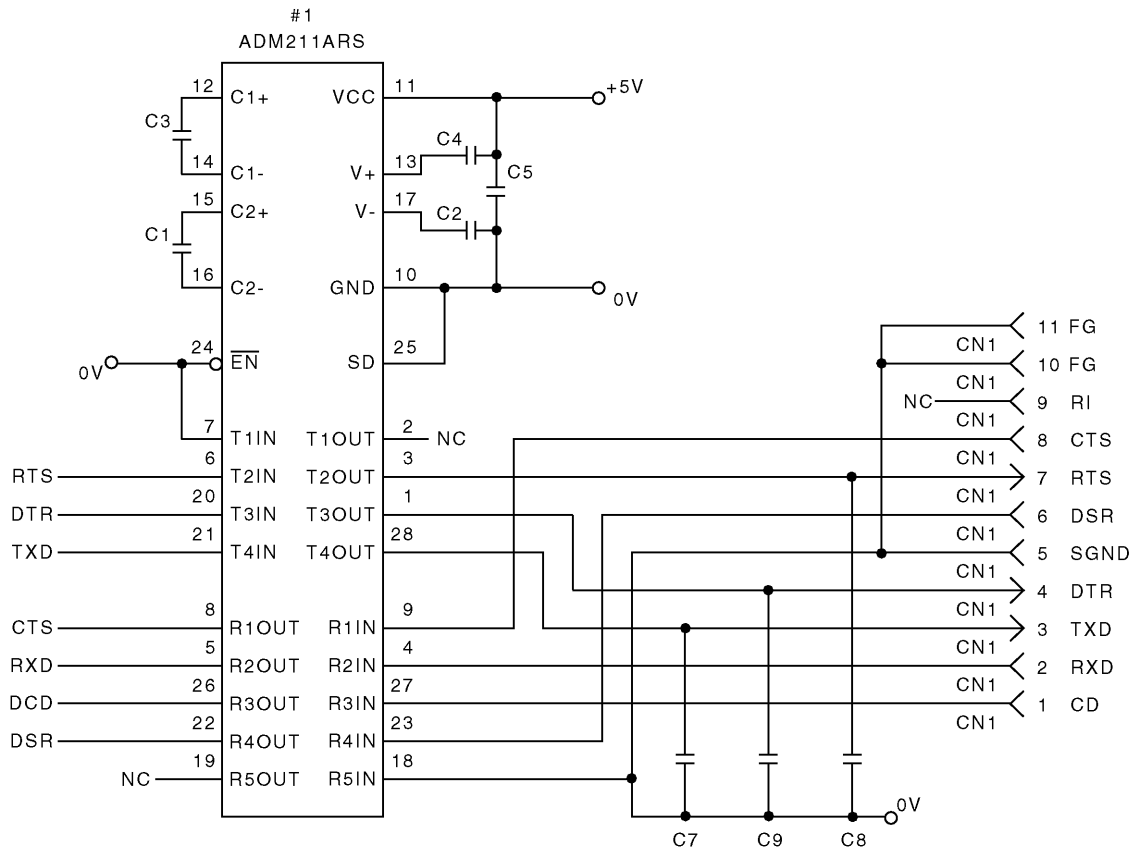 #1
ADM211ARS
12 C1+ VCC 11 +5V
C3 C4
14 C1- V+ 13 C5
15 C2+ V- 17 C2
C1
16 C2- GND 10 0V
11 FG
CN1
0V 24 EN SD 25 10 FG
CN1
NC 9 RI
CN1
7 T1IN T1OUT 2 NC 8 CTS
CN1
RTS 6 T2IN T2OUT 3 7 RTS
CN1
DTR 20 T3IN T3OUT 1 6 DSR
CN1
TXD 21 T4IN T4OUT 28 5 SGND
CN1
4 DTR
CN1
CTS 8 R1OUT R1IN 9 3 TXD
CN1
RXD 5 R2OUT R2IN 4 2 RXD
CN1
DCD 26 R3OUT R3IN 27 1 CD
CN1
DSR 22 R4OUT R4IN 23
NC 19 R5OUT R5IN 18
0V
C7 C9 C8